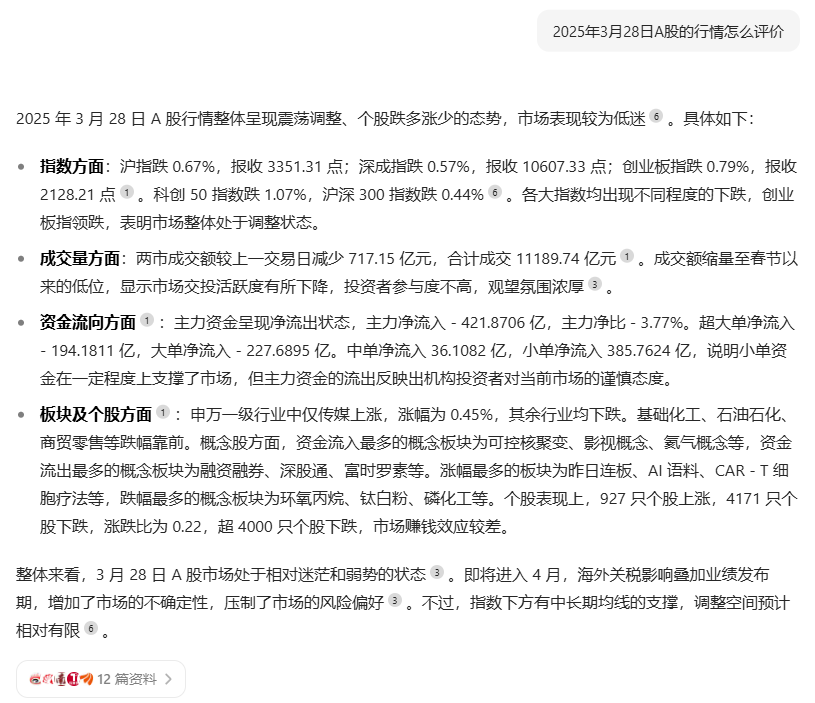 2025年3月28日A股的行情怎么评价
2025 年 3 月 28 日 A 股行情整体呈现震荡调整、个股跌多涨少的态势，市场表现较为低迷 6 。具体如下：
• 指数方面：沪指跌 0.67%，报收 3351.31 点；深成指跌 0.57%，报收 10607.33 点；创业板指跌 0.79%，报收
2128.21 点 1 。科创 50 指数跌 1.07%，沪深 300 指数跌 0.44% 6 。各大指数均出现不同程度的下跌，创业
板指领跌，表明市场整体处于调整状态。
• 成交量方面：两市成交额较上一交易日减少 717.15 亿元，合计成交 11189.74 亿元 1 。成交额缩量至春节以
来的低位，显示市场交投活跃度有所下降，投资者参与度不高，观望氛围浓厚 3 。
• 资金流向方面 1 ：主力资金呈现净流出状态，主力净流入 - 421.8706 亿，主力净比 - 3.77%。超大单净流入
- 194.1811 亿，大单净流入 - 227.6895 亿。中单净流入 36.1082 亿，小单净流入 385.7624 亿，说明小单资
金在一定程度上支撑了市场，但主力资金的流出反映出机构投资者对当前市场的谨慎态度。
• 板块及个股方面 1 ：申万一级行业中仅传媒上涨，涨幅为 0.45%，其余行业均下跌。基础化工、石油石化、
商贸零售等跌幅靠前。概念股方面，资金流入最多的概念板块为可控核聚变、影视概念、氦气概念等，资金
流出最多的概念板块为融资融券、深股通、富时罗素等。涨幅最多的板块为昨日连板、AI 语料、CAR - T 细
胞疗法等，跌幅最多的概念板块为环氧丙烷、钛白粉、磷化工等。个股表现上，927 只个股上涨，4171 只个
股下跌，涨跌比为 0.22，超 4000 只个股下跌，市场赚钱效应较差。
整体来看，3 月 28 日 A 股市场处于相对迷茫和弱势的状态 3 。即将进入 4 月，海外关税影响叠加业绩发布
期，增加了市场的不确定性，压制了市场的风险偏好 3 。不过，指数下方有中长期均线的支撑，调整空间预计
相对有限 6 。
12 篇资料 >